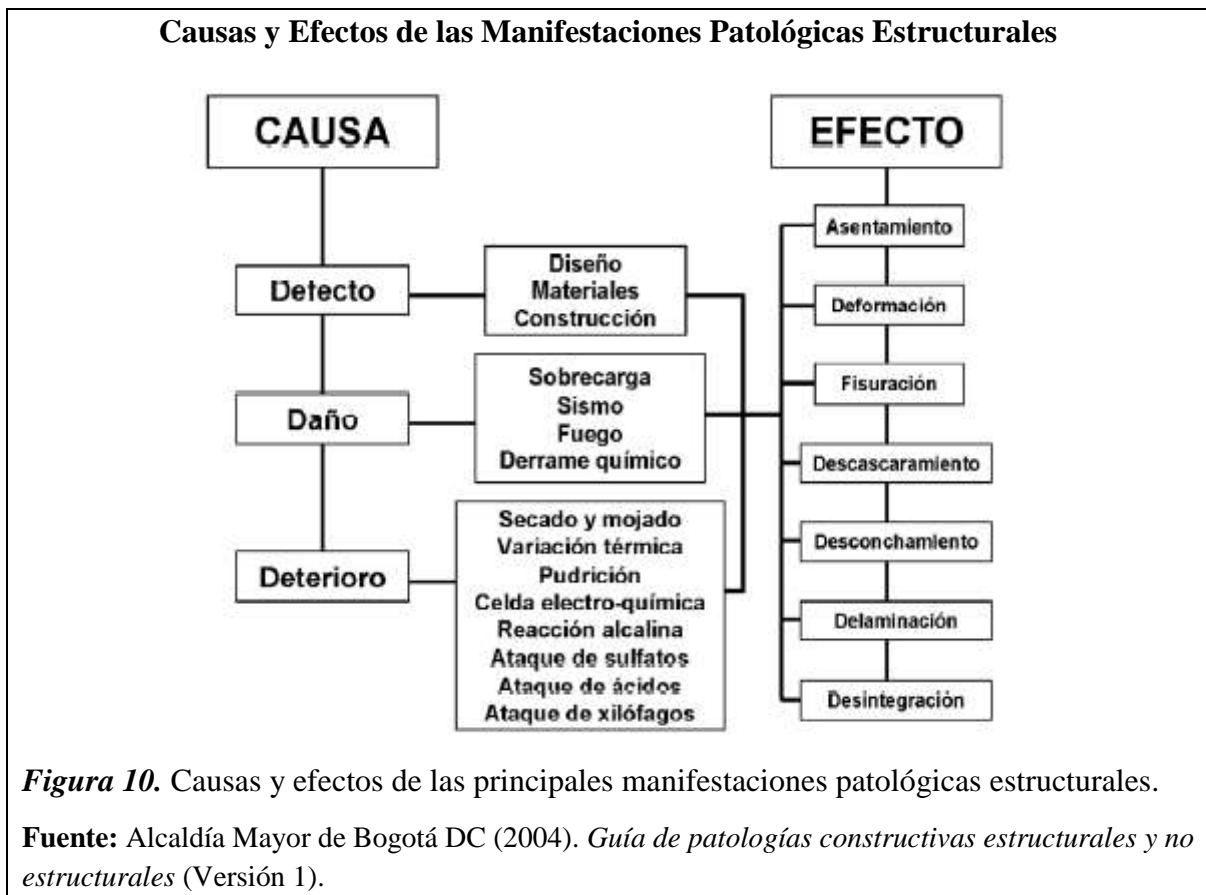 Causas y Efectos de las Manifestaciones Patológicas Estructurales
CAUSA
Defecto
Daño
Deterioro
Diseño
Materiales
Construcción
Sobrecarga
Sismo
Fuego
Derrame químico
Secado y mojado
Variación térmica
Pudrición
Celda electro-química
Reacción alcalina
Ataque de sulfatos
Ataque de ácidos
Ataque de xilófagos
EFECTO
Asentamiento
Deformación
Fisuración
Descascaramiento
Desconchamiento
Delaminación
Desintegración
Figura 10. Causas y efectos de las principales manifestaciones patológicas estructurales.
Fuente: Alcaldía Mayor de Bogotá DC (2004). Guía de patologías constructivas estructurales y no
estructurales (Versión 1).